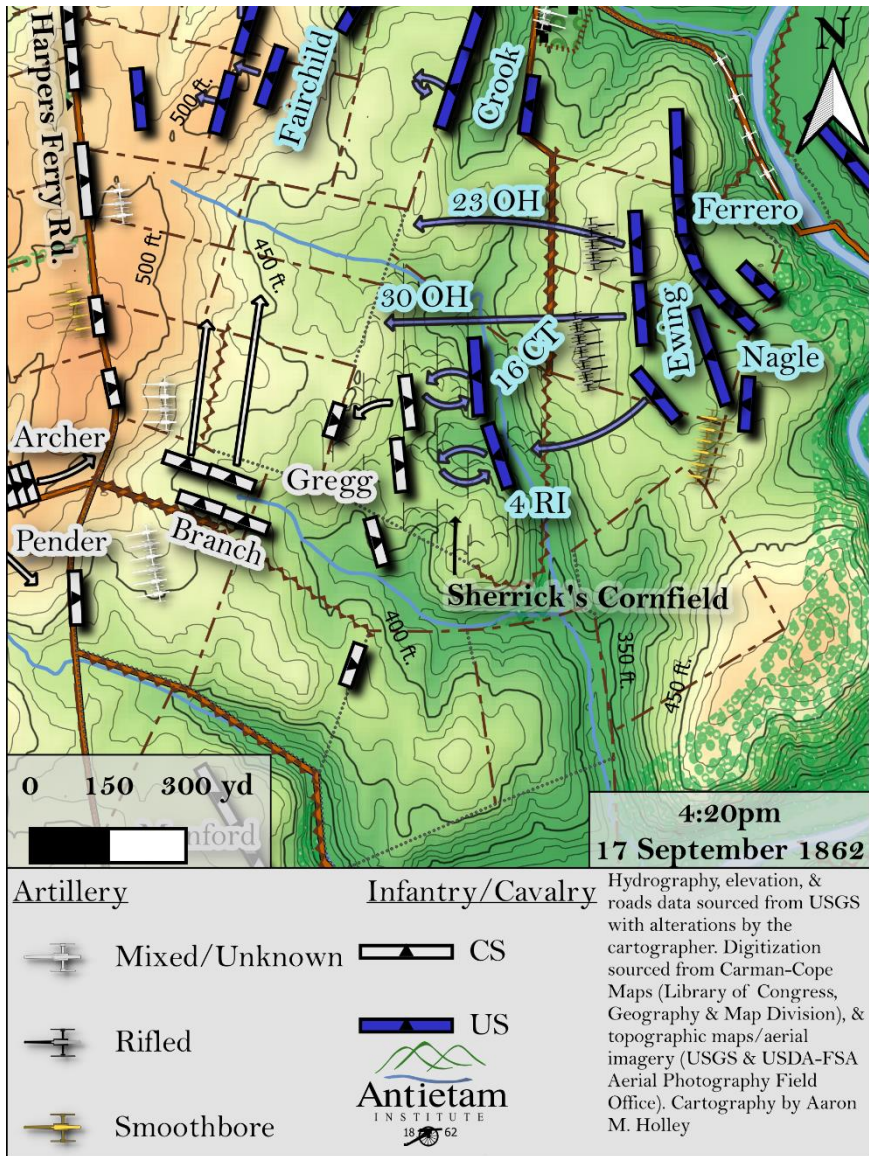 Harpers Ferry Rd.
Fairchild
Crook
N
500 ft.
23 OH
Ferrero
500 ft.
450 ft.
30 OH
16 CT
Ewing
Nagle
Archer
Gregg
4 RI
Pender
Branch
Sherrick's Cornfield
400 ft.
350 ft.
450 ft.
0 150 300 yd
4:20pm
17 September 1862
Artillery
Mixed/Unknown
Rifled
Smoothbore
Infantry/Cavalry
CS
US
Antietam
INSTITUTE
18 62
Hydrography, elevation, &
roads data sourced from USGS
with alterations by the
cartographer. Digitization
sourced from Carman-Cope
Maps (Library of Congress,
Geography & Map Division), &
topographic maps/aerial
imagery (USGS & USDA-FSA
Aerial Photography Field
Office). Cartography by Aaron
M. Holley